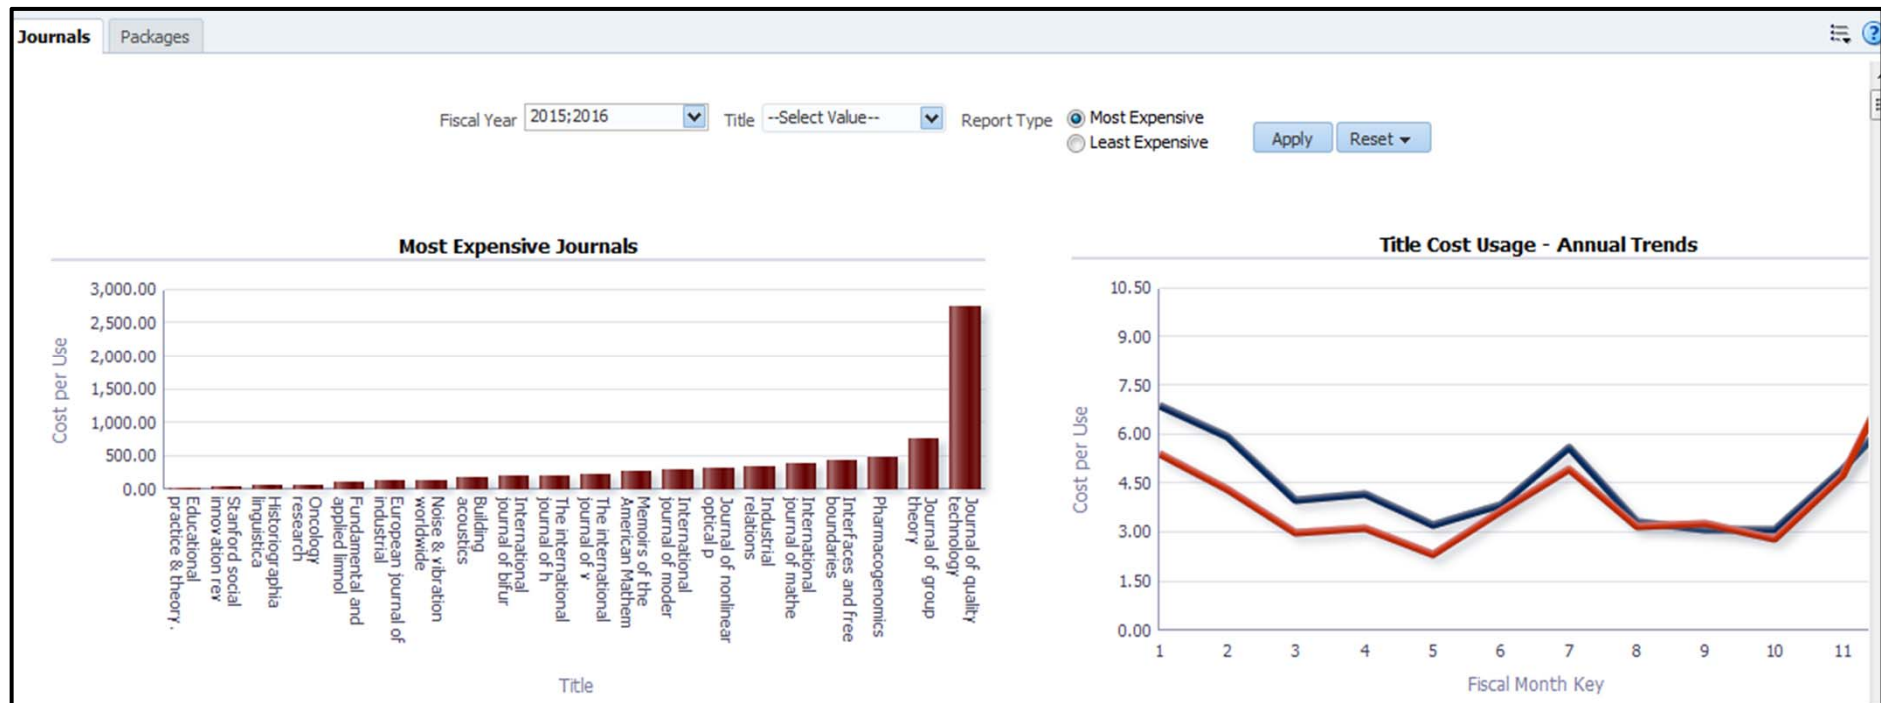 Journals
Packages
Fiscal Year 2015;2016 Title --Select Value-- Report Type Most Expensive
Least Expensive
Apply Reset
Most Expensive Journals
3,000.00
2,500.00
2,000.00
1,500.00
1,000.00
500.00
0.00
Cost per Use
Educational
practice & theory .
Stanford social
innovation rev
Historiographia
linguistica
Oncology
research
Fundamental and
applied limnol
European journal of
industrial
Noise & vibration
worldwide
Building
acoustics
International
journal of bifur
The international
journal of h
The international
journal of v
Memoirs of the
American Mathem
International
journal of moder
Journal of nonlinear
optical p
Industrial
relations
International
journal of mathe
Interfaces and free
boundaries
Pharmacogenomics
Journal of group
theory
Journal of quality
technology
Title
Title Cost Usage - Annual Trends
10.50
9.00
7.50
6.00
4.50
3.00
1.50
0.00
Cost per Use
1 2 3 4 5 6 7 8 9 10 11
Fiscal Month Key